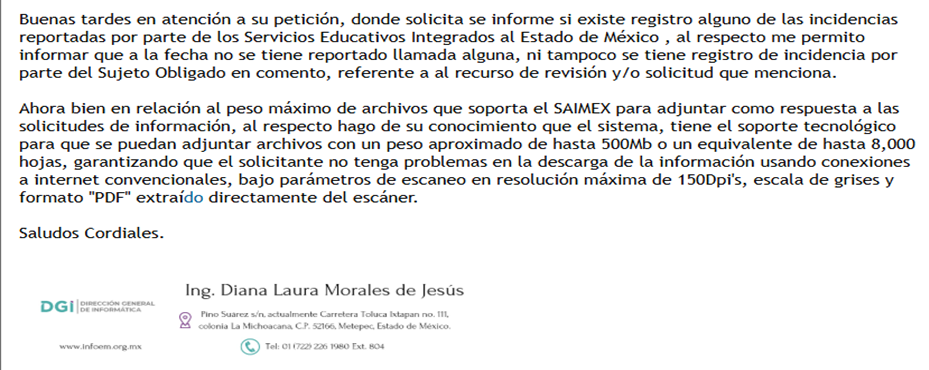 Buenas tardes en atención a su petición, donde solicita se informe si existe registro alguno de las incidencias
reportadas por parte de los Servicios Educativos Integrados al Estado de México , al respecto me permito
informar que a la fecha no se tiene reportado llamada alguna, ni tampoco se tiene registro de incidencia por
parte del Sujeto Obligado en comento, referente a al recurso de revisión y/o solicitud que menciona.
Ahora bien en relación al peso máximo de archivos que soporta el SAIMEX para adjuntar como respuesta a las
solicitudes de información, al respecto hago de su conocimiento que el sistema, tiene el soporte tecnológico
para que se puedan adjuntar archivos con un peso aproximado de hasta 500Mb o un equivalente de hasta 8,000
hojas, garantizando que el solicitante no tenga problemas en la descarga de la información usando conexiones
a internet convencionales, bajo parámetros de escaneo en resolución máxima de 150Dpi's, escala de grises y
formato "PDF" extraído directamente del escáner.
Saludos Cordiales.
Ing. Diana Laura Morales de Jesús
DGi DIRECCIÓN GENERAL
DE INFORMÁTICA
Pino Suárez s/n, actualmente Carretera Toluca Ixtapan no. 111,
colonia La Michoacana, C.P. 52166, Metepec, Estado de México.
www.infoem.org.mx
Tel: 01 (722) 226 1980 Ext. 804